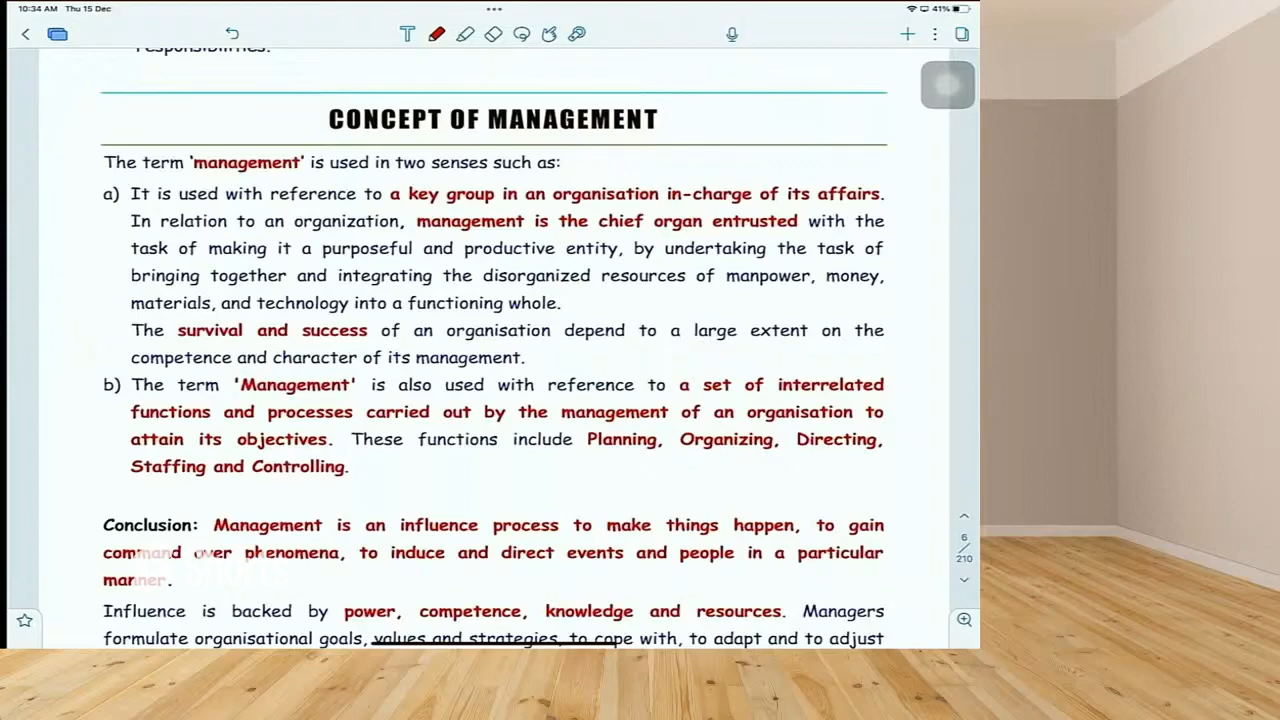 10:34 AM Thu 15 Dec
41%
responsibilities.
CONCEPT OF MANAGEMENT
The term 'management' is used in two senses such as:
a) It is used with reference to a key group in an organisation in-charge of its affairs.
In relation to an organization, management is the chief organ entrusted with the
task of making it a purposeful and productive entity, by undertaking the task of
bringing together and integrating the disorganized resources of manpower, money,
materials, and technology into a functioning whole.
The survival and success of an organisation depend to a large extent on the
competence and character of its management.
b) The term 'Management' is also used with reference to a set of interrelated
functions and processes carried out by the management of an organisation to
attain its objectives. These functions include Planning, Organizing, Directing,
Staffing and Controlling.
Conclusion: Management is an influence process to make things happen, to gain
command over phenomena, to induce and direct events and people in a particular
manner.
Influence is backed by power, competence, knowledge and resources. Managers
formulate organisational goals, values and strategies, to cope with, to adapt and to adjust
6
210